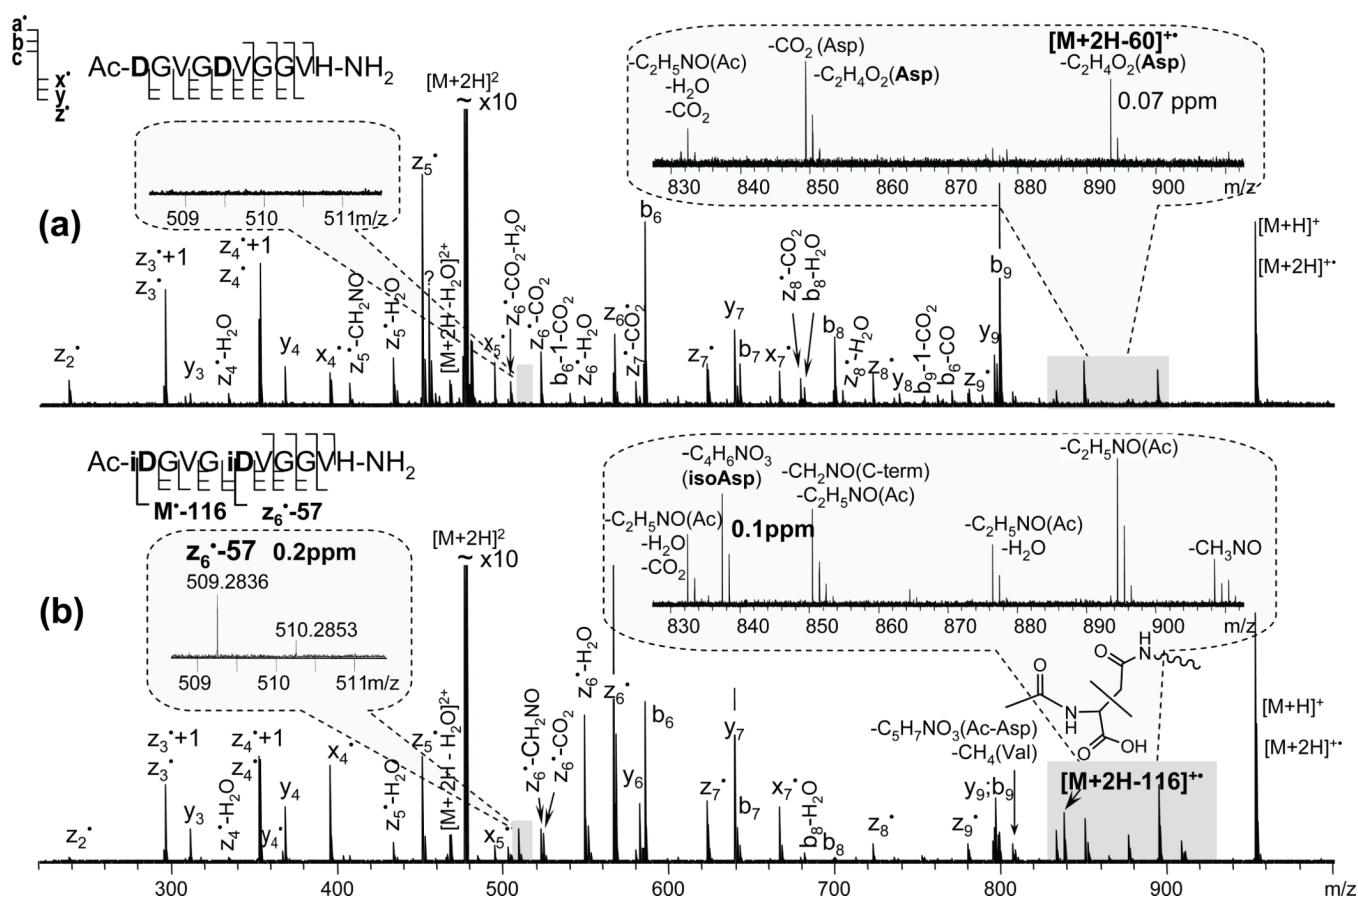 a•
b
c
x•
y
z•
Ac-DGVGDVGGVH-NH2
[M+2H]2
~ x10
509 510 511m/z
(a)
-C2H5NO(Ac)
-H2O
-CO2
-CO2 (Asp)
-C2H4O2(Asp)
[M+2H-60]+•
-C2H4O2(Asp)
0.07 ppm
830 840 850 860 870 880 890 900 m/z
z2•
z3•+1
z3•
y3
z4•-H2O
z4•+1
z4•
y4
x4•
z5•-CH2NO
z5•-H2O
z5•
?
[M+2H-H2O]2+
x5•
z6•-CO2-H2O
z6•-CO2
b6-1-CO2
z6•-H2O
z6•
z7•-CO2
b6
z7•
y7
b7
x7•
z8•-CO2
b8-H2O
b8
z8•-H2O
z8•
y8
b9-1-CO2
b6-CO
z9•
y9
b9
[M+H]+
[M+2H]+•
Ac-iDGVGiDVGGVH-NH2
M•-116 z6•-57
z6•-57 0.2ppm
509.2836
510.2853
509 510 511m/z
[M+2H]2
~ x10
(b)
-C2H5NO(Ac)
-H2O
-CO2
-C4H6NO3
(isoAsp)
0.1ppm
-CH2NO(C-term)
-C2H5NO(Ac)
-C2H5NO(Ac)
-H2O
-C2H5NO(Ac)
-CH3NO
830 840 850 860 870 880 890 900 m/z
z2•
z3•+1
z3•
y3
z4•-H2O
z4•+1
z4•
y4•
y4
x4•
z5•-H2O
z5•
[M+2H - H2O]2+
x5•
z6•-CH2NO
z6•-CO2
z6•-H2O
z6•
y6
b6
z7•
y7
b7
x7•
b8-H2O
b8
z8•
z9•
y9;b9
-C5H7NO3(Ac-Asp)
-CH4(Val)
O
N
H
O
H
N
O
OH
[M+2H-116]+•
[M+H]+
[M+2H]+•
300 400 500 600 700 800 900 m/z